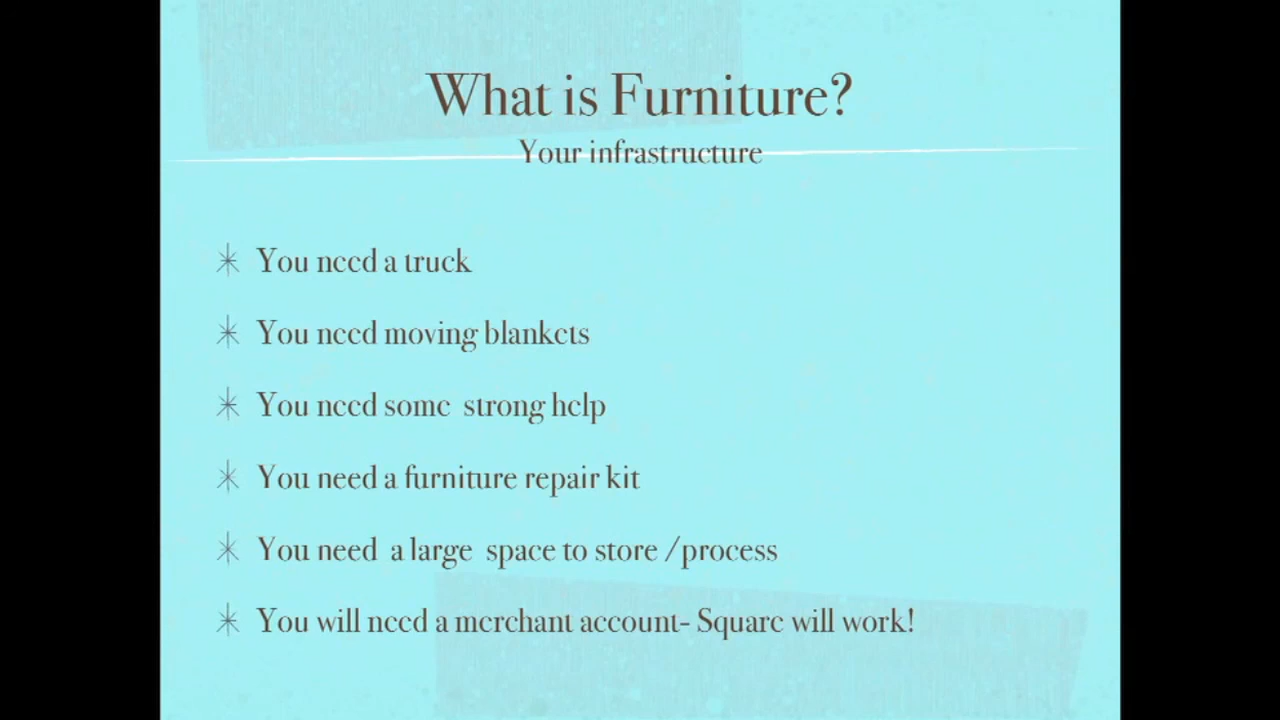 What is Furniture?
Your infrastructure
You need a truck
You need moving blankets
You need some strong help
You need a furniture repair kit
You need a large space to store /process
You will need a merchant account- Square will work!